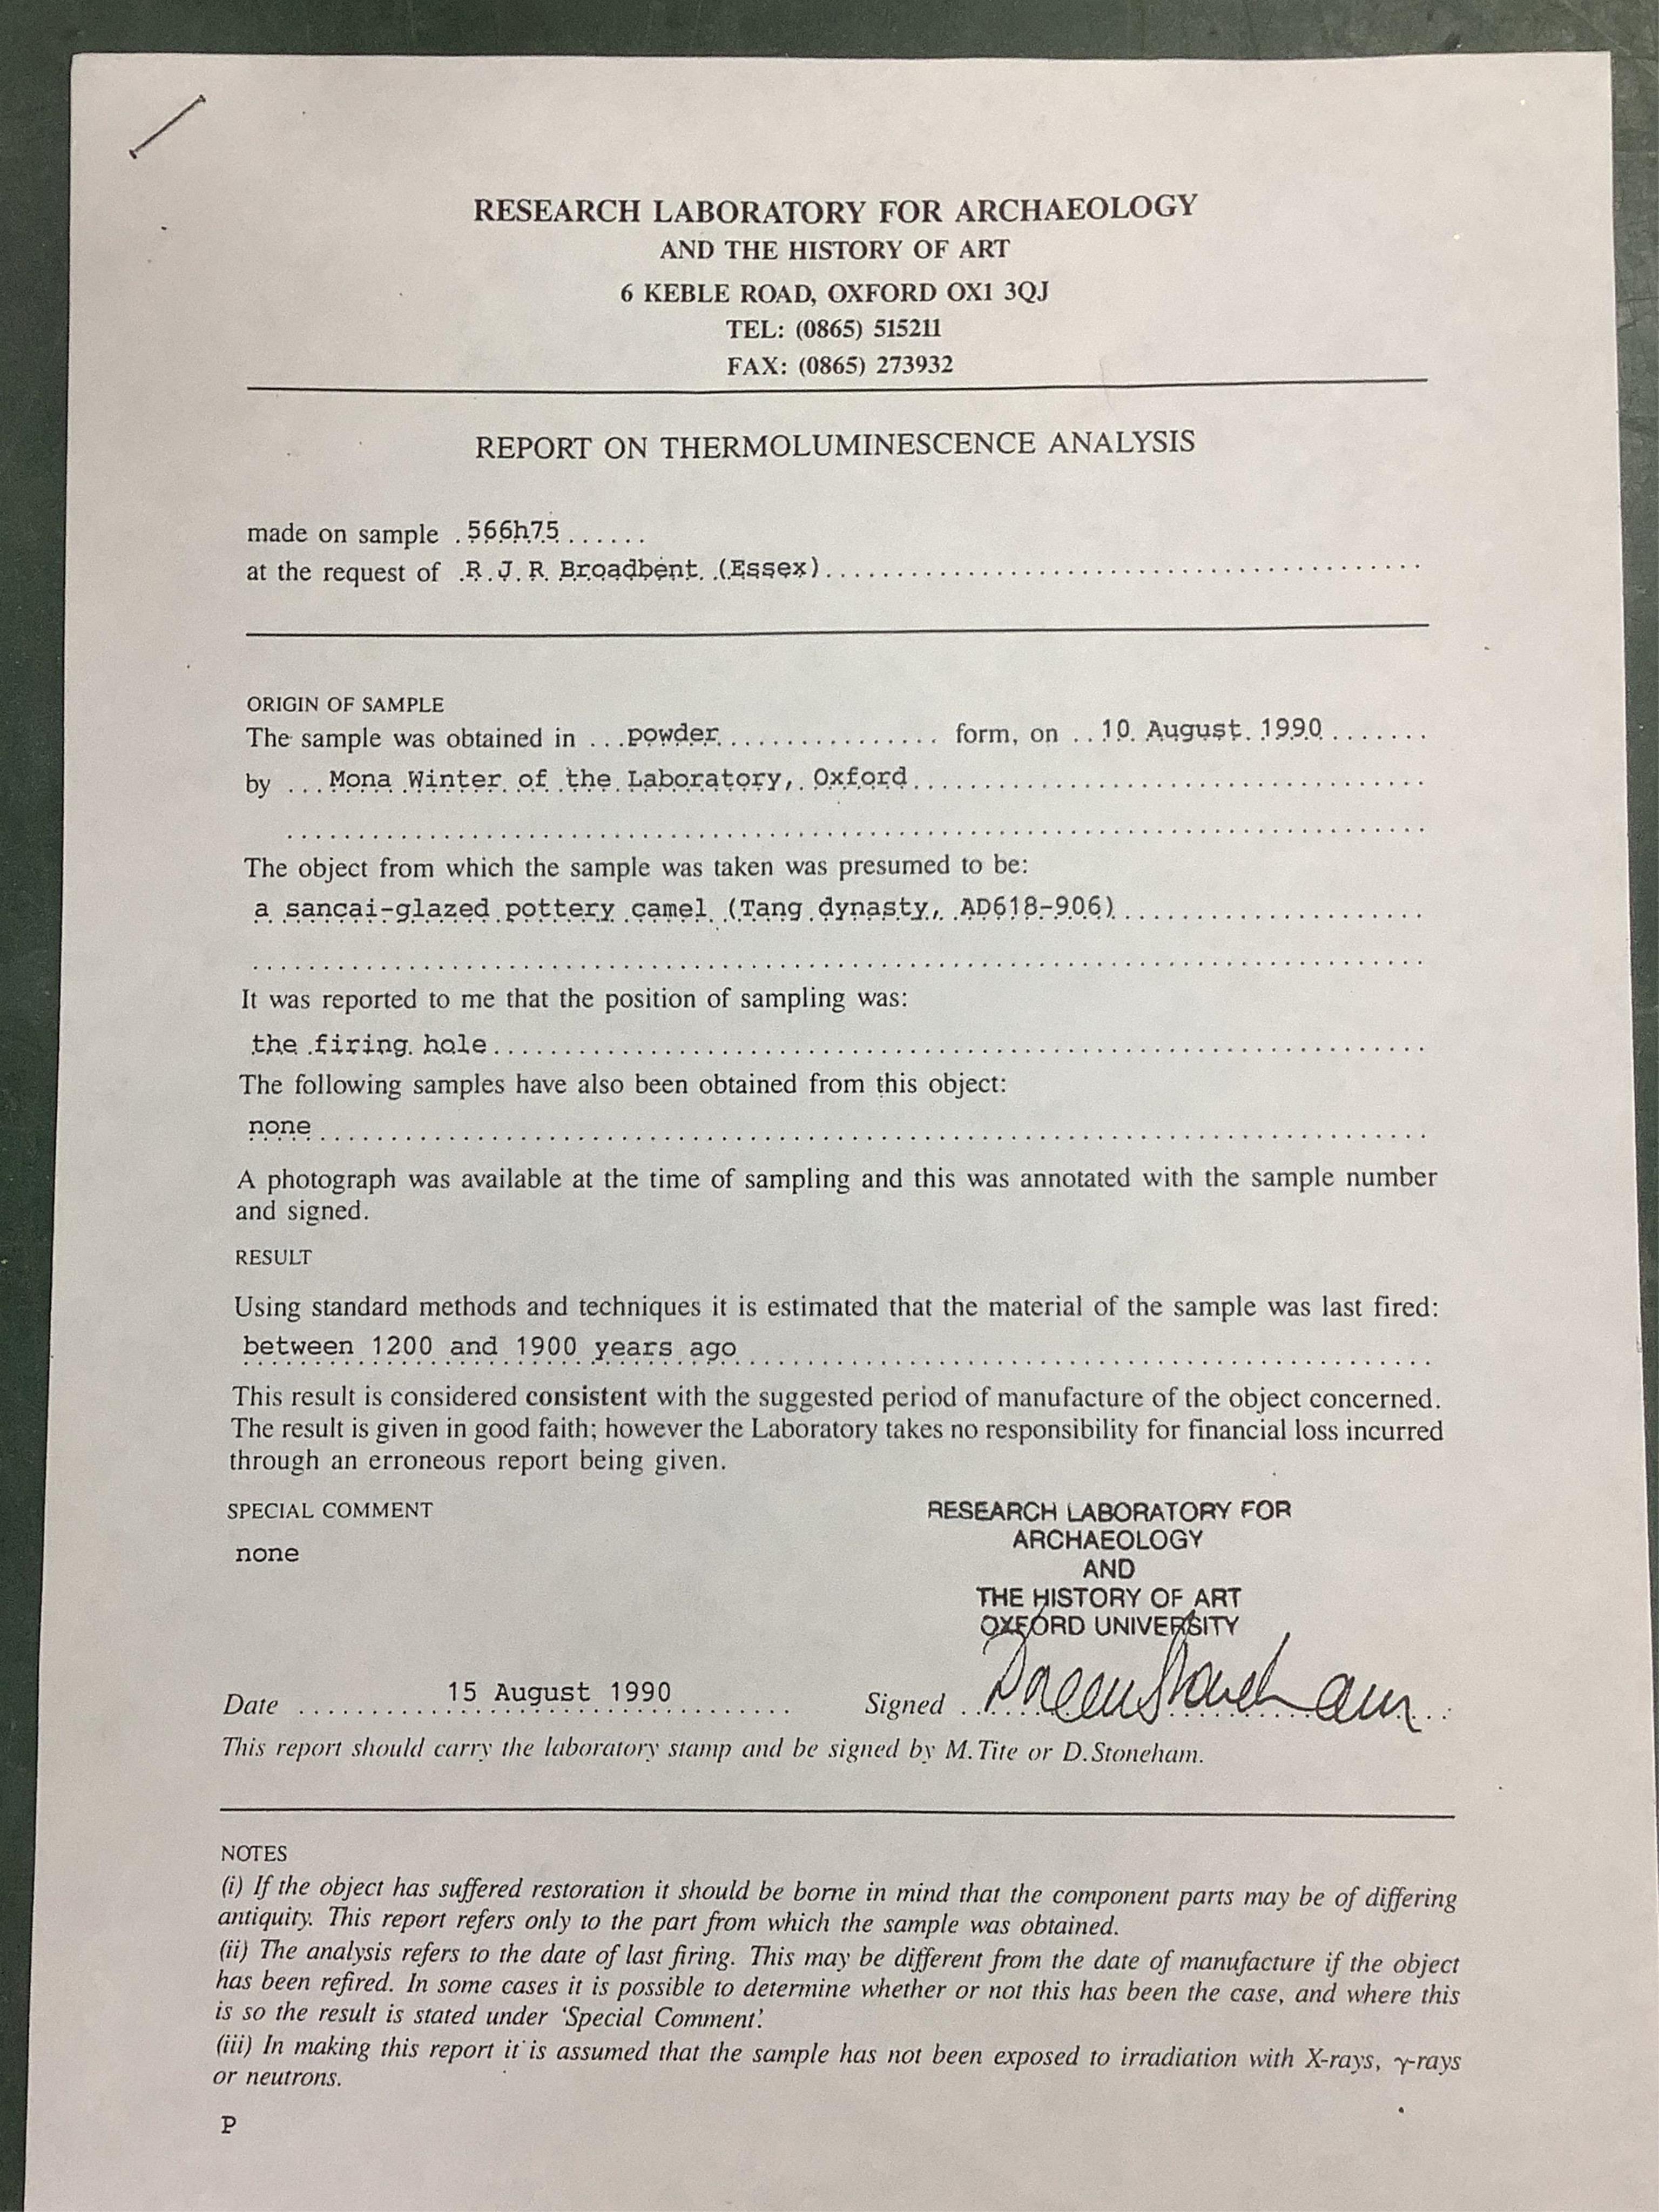 RESEARCH LABORATORY FOR ARCHAEOLOGY
AND THE HISTORY OF ART
6 KEBLE ROAD, OXFORD OX1 3QJ
TEL: (0865) 515211
FAX: (0865) 273932
REPORT ON THERMOLUMINESCENCE ANALYSIS
made on sample .566h75......
at the request of .R.J.R.Broadbent.(Essex)..............................
ORIGIN OF SAMPLE
The sample was obtained in ...powder................ form, on ..10 August 1990.......
by ...Mona Winter of the Laboratory, Oxford..............................
The object from which the sample was taken was presumed to be:
a sancai-glazed pottery camel (Tang dynasty, AD618-906)....................
It was reported to me that the position of sampling was:
the firing hole............................................................
The following samples have also been obtained from this object:
none............................................................
A photograph was available at the time of sampling and this was annotated with the sample number
and signed.
RESULT
Using standard methods and techniques it is estimated that the material of the sample was last fired:
between 1200 and 1900 years ago..................................................
This result is considered consistent with the suggested period of manufacture of the object concerned.
The result is given in good faith; however the Laboratory takes no responsibility for financial loss incurred
through an erroneous report being given.
SPECIAL COMMENT
none
RESEARCH LABORATORY FOR
ARCHAEOLOGY
AND
THE HISTORY OF ART
OXFORD UNIVERSITY
Date ..........15 August 1990.......... Signed ..Doreen Stoneham..
This report should carry the laboratory stamp and be signed by M. Tite or D. Stoneham.
NOTES
(i) If the object has suffered restoration it should be borne in mind that the component parts may be of differing
antiquity. This report refers only to the part from which the sample was obtained.
(ii) The analysis refers to the date of last firing. This may be different from the date of manufacture if the object
has been refired. In some cases it is possible to determine whether or not this has been the case, and where this
is so the result is stated under 'Special Comment'.
(iii) In making this report it is assumed that the sample has not been exposed to irradiation with X-rays, γ-rays
or neutrons.
P